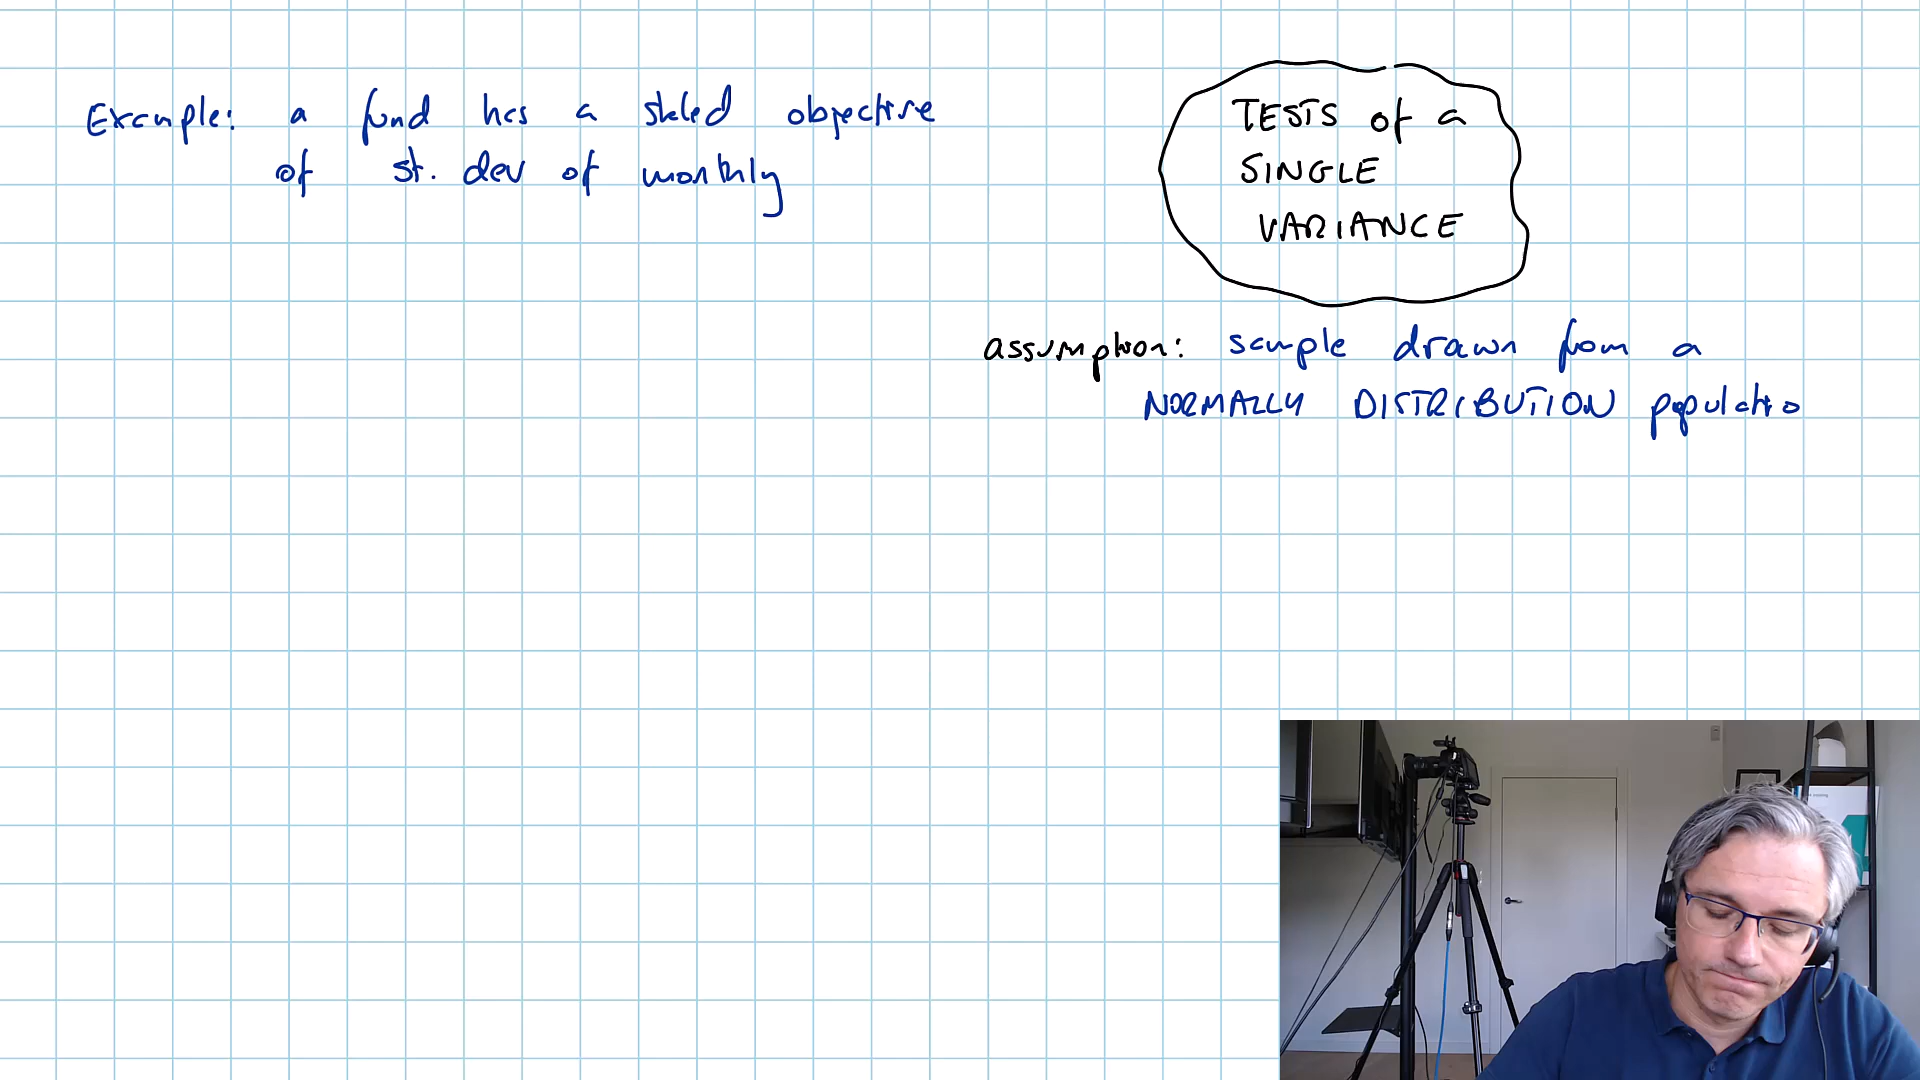 Example: a fund has a stated objective
of st. dev of monthly
TESTS of a
SINGLE
VARIANCE
assumption: sample drawn from a
NORMALLY DISTRIBUTION populatio